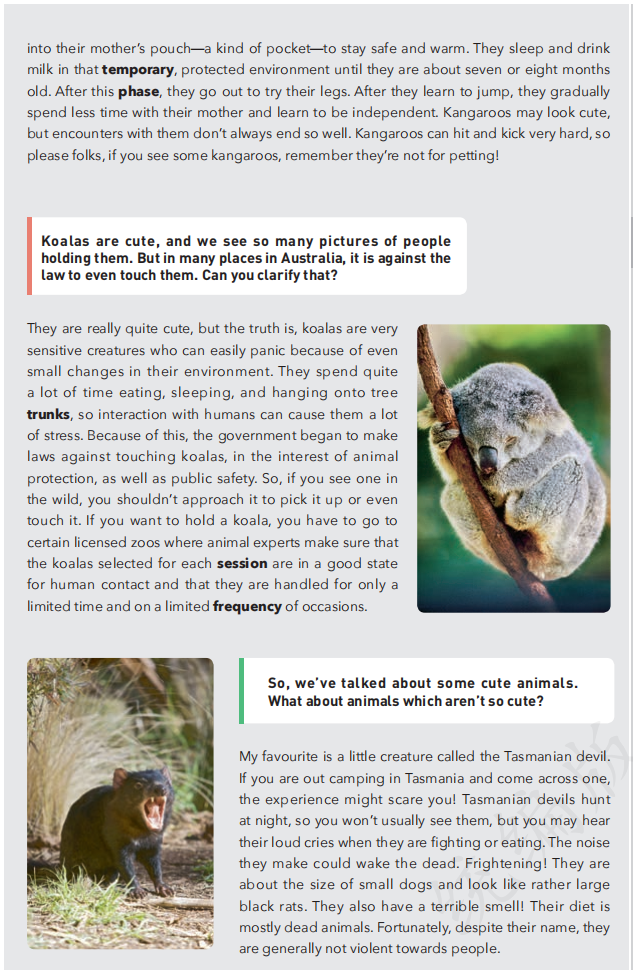 into their mother's pouch—a kind of pocket—to stay safe and warm. They sleep and drink
milk in that temporary, protected environment until they are about seven or eight months
old. After this phase, they go out to try their legs. After they learn to jump, they gradually
spend less time with their mother and learn to be independent. Kangaroos may look cute,
but encounters with them don't always end so well. Kangaroos can hit and kick very hard, so
please folks, if you see some kangaroos, remember they're not for petting!
Koalas are cute, and we see so many pictures of people
holding them. But in many places in Australia, it is against the
law to even touch them. Can you clarify that?
They are really quite cute, but the truth is, koalas are very
sensitive creatures who can easily panic because of even
small changes in their environment. They spend quite
a lot of time eating, sleeping, and hanging onto tree
trunks, so interaction with humans can cause them a lot
of stress. Because of this, the government began to make
laws against touching koalas, in the interest of animal
protection, as well as public safety. So, if you see one in
the wild, you shouldn't approach it to pick it up or even
touch it. If you want to hold a koala, you have to go to
certain licensed zoos where animal experts make sure that
the koalas selected for each session are in a good state
for human contact and that they are handled for only a
limited time and on a limited frequency of occasions.
So, we've talked about some cute animals.
What about animals which aren't so cute?
My favourite is a little creature called the Tasmanian devil.
If you are out camping in Tasmania and come across one,
the experience might scare you! Tasmanian devils hunt
at night, so you won't usually see them, but you may hear
their loud cries when they are fighting or eating. The noise
they make could wake the dead. Frightening! They are
about the size of small dogs and look like rather large
black rats. They also have a terrible smell! Their diet is
mostly dead animals. Fortunately, despite their name, they
are generally not violent towards people.